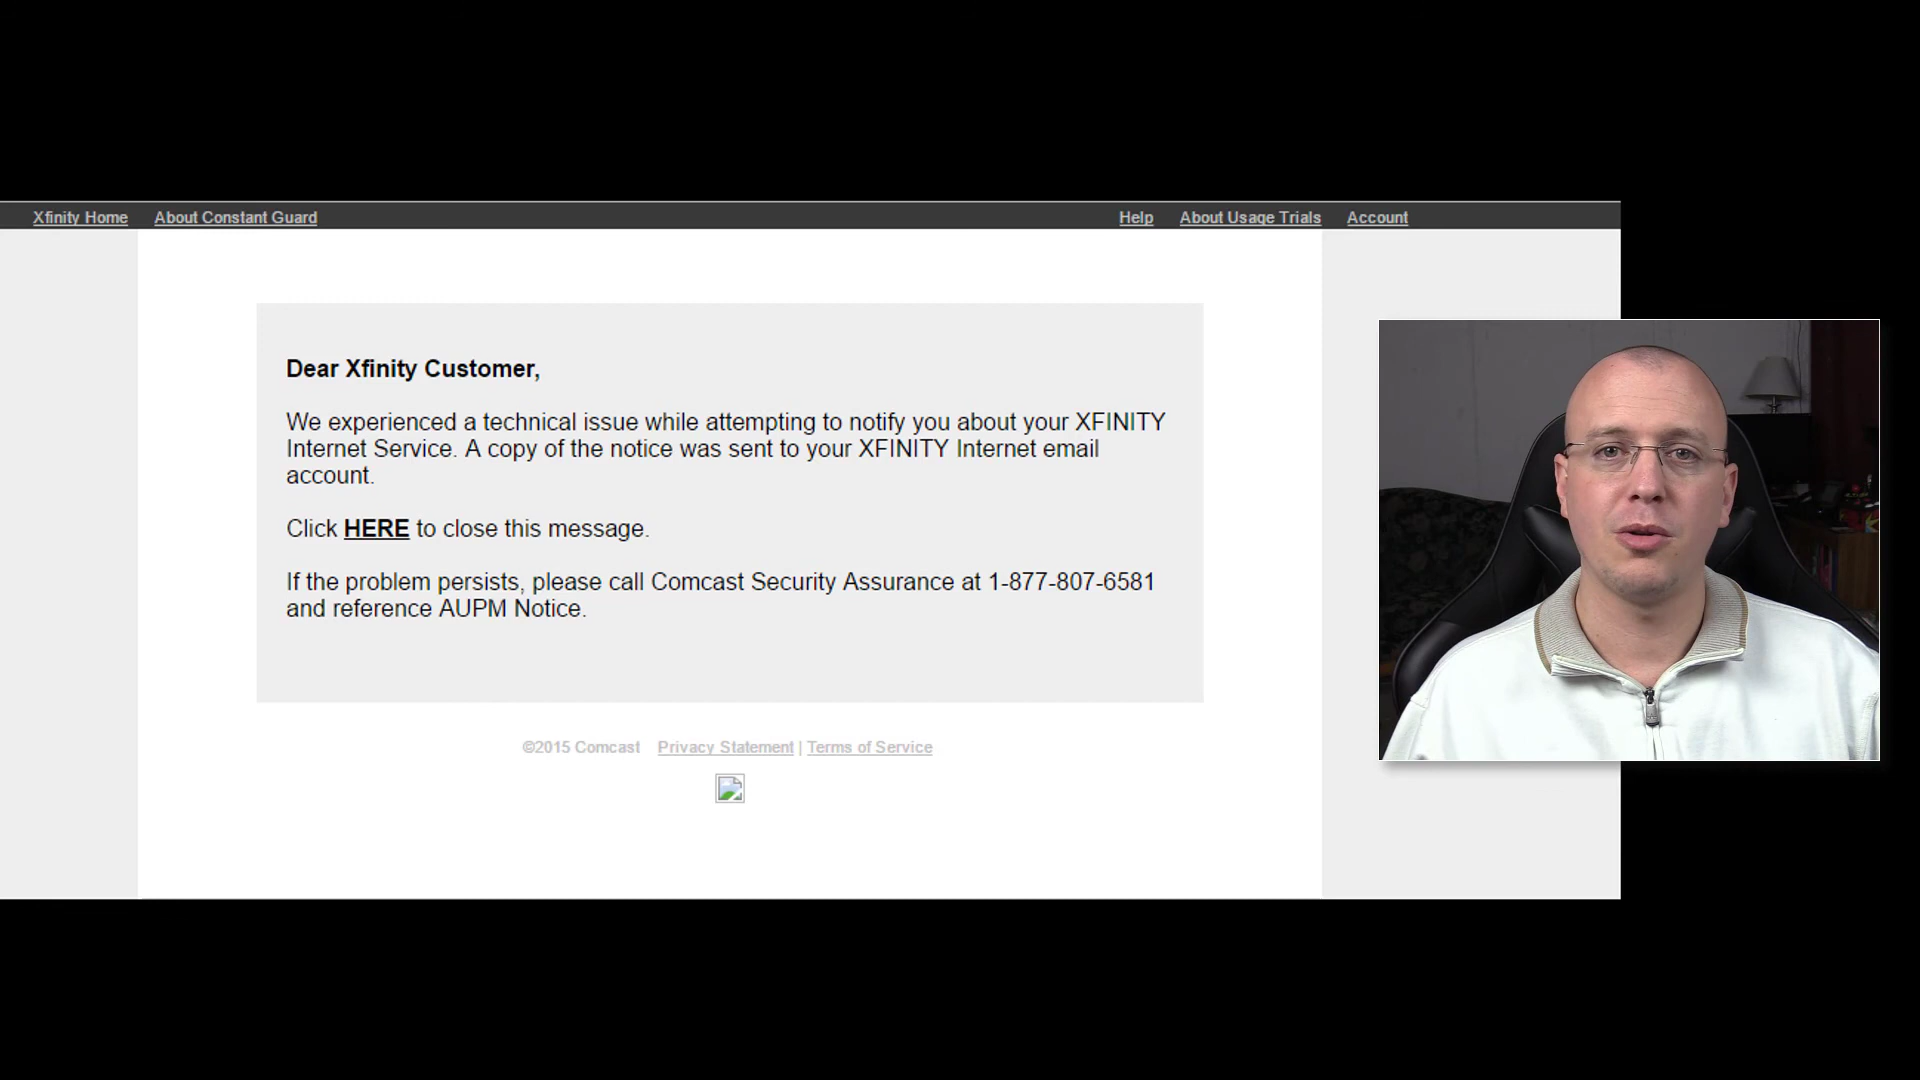 Xfinity Home About Constant Guard Help About Usage Trials Account
Dear Xfinity Customer,
We experienced a technical issue while attempting to notify you about your XFINITY
Internet Service. A copy of the notice was sent to your XFINITY Internet email
account.
Click HERE to close this message.
If the problem persists, please call Comcast Security Assurance at 1-877-807-6581
and reference AUPM Notice.
©2015 Comcast Privacy Statement | Terms of Service